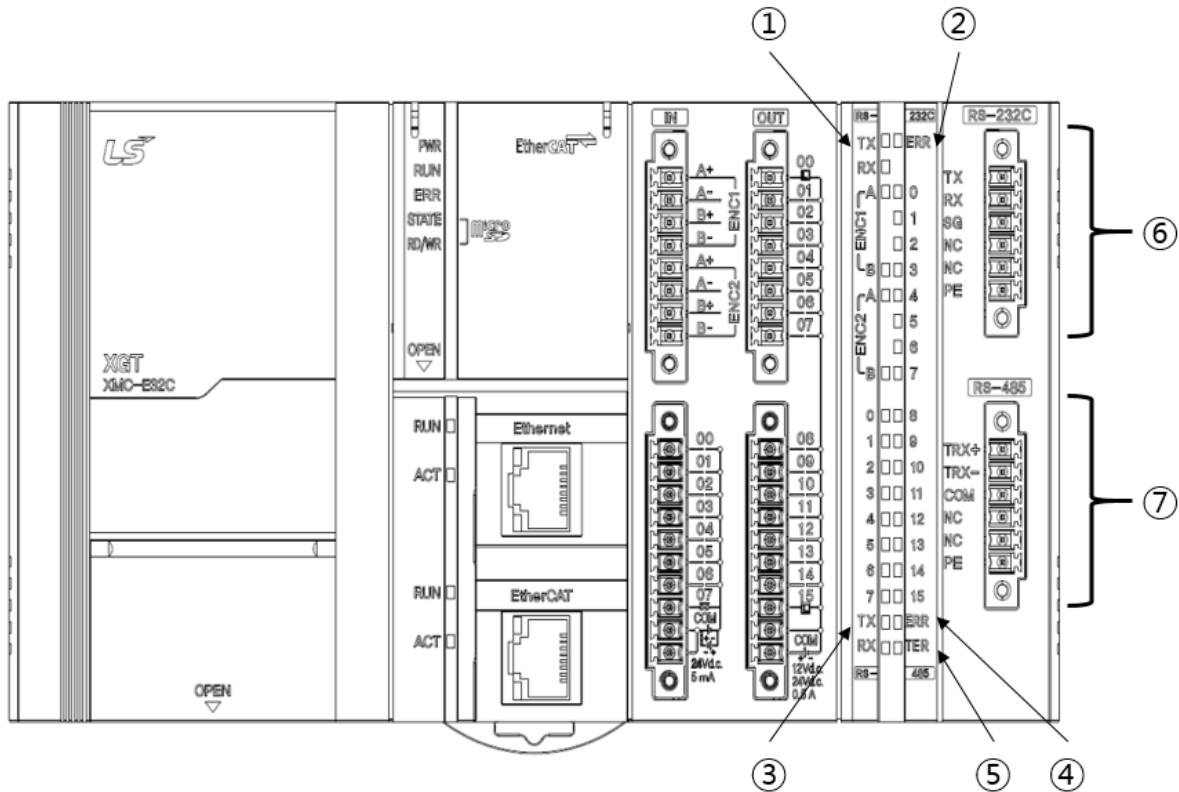 ① ②
LS
PWR
RUN
ERR
STATE
RD/WR
EtherCAT
Micro SD
OPEN
XGT
XMC-E32C
OPEN
RUN
ACT
Ethernet
RUN
ACT
EtherCAT
IN
A+
A-
B+
B-
ENC1
A+
A-
B+
B-
ENC2
OUT
00
01
02
03
04
05
06
07
00
01
02
03
04
05
06
07
COM
24Vd.c.
5 mA
08
09
10
11
12
13
14
15
COM
12Vd.c.
24Vd.c.
0.5 A
RS- 232C
TX ERR
RX
A 0
1
2
B 3
ENC1
A 4
5
6
B 7
ENC2
0 8
1 9
2 10
3 11
4 12
5 13
6 14
7 15
TX ERR
RX TER
RS- 485
RS-232C
TX
RX
SG
NC
NC
PE
⑥
RS-485
TRX+
TRX-
COM
NC
NC
PE
⑦
③ ⑤ ④